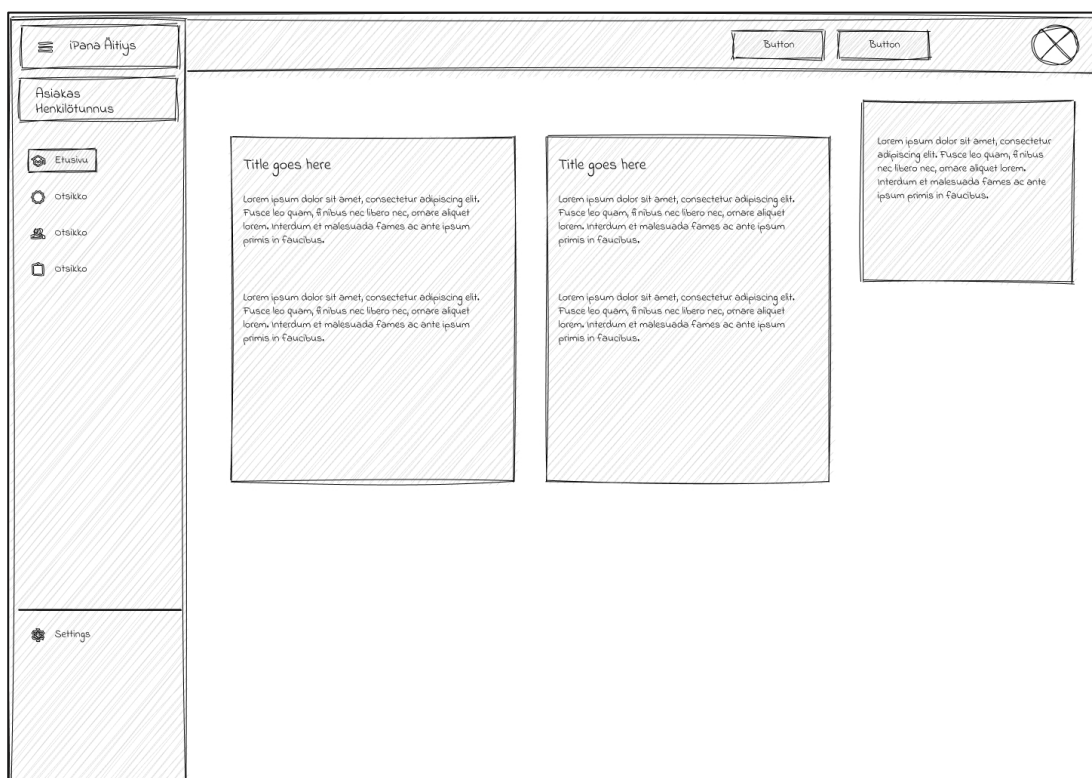 iPana Äitiys
Button
Button
Asiakas
Henkilötunnus
Etusivu
Otsikko
Otsikko
Otsikko
Settings
Title goes here
Lorem ipsum dolor sit amet, consectetur adipiscing elit.
Fusce leo quam, finibus nec libero nec, ornare aliquet
lorem. Interdum et malesuada fames ac ante ipsum
primis in faucibus.
Lorem ipsum dolor sit amet, consectetur adipiscing elit.
Fusce leo quam, finibus nec libero nec, ornare aliquet
lorem. Interdum et malesuada fames ac ante ipsum
primis in faucibus.
Title goes here
Lorem ipsum dolor sit amet, consectetur adipiscing elit.
Fusce leo quam, finibus nec libero nec, ornare aliquet
lorem. Interdum et malesuada fames ac ante ipsum
primis in faucibus.
Lorem ipsum dolor sit amet, consectetur adipiscing elit.
Fusce leo quam, finibus nec libero nec, ornare aliquet
lorem. Interdum et malesuada fames ac ante ipsum
primis in faucibus.
Lorem ipsum dolor sit amet, consectetur
adipiscing elit. Fusce leo quam, finibus
nec libero nec, ornare aliquet lorem.
Interdum et malesuada fames ac ante
ipsum primis in faucibus.